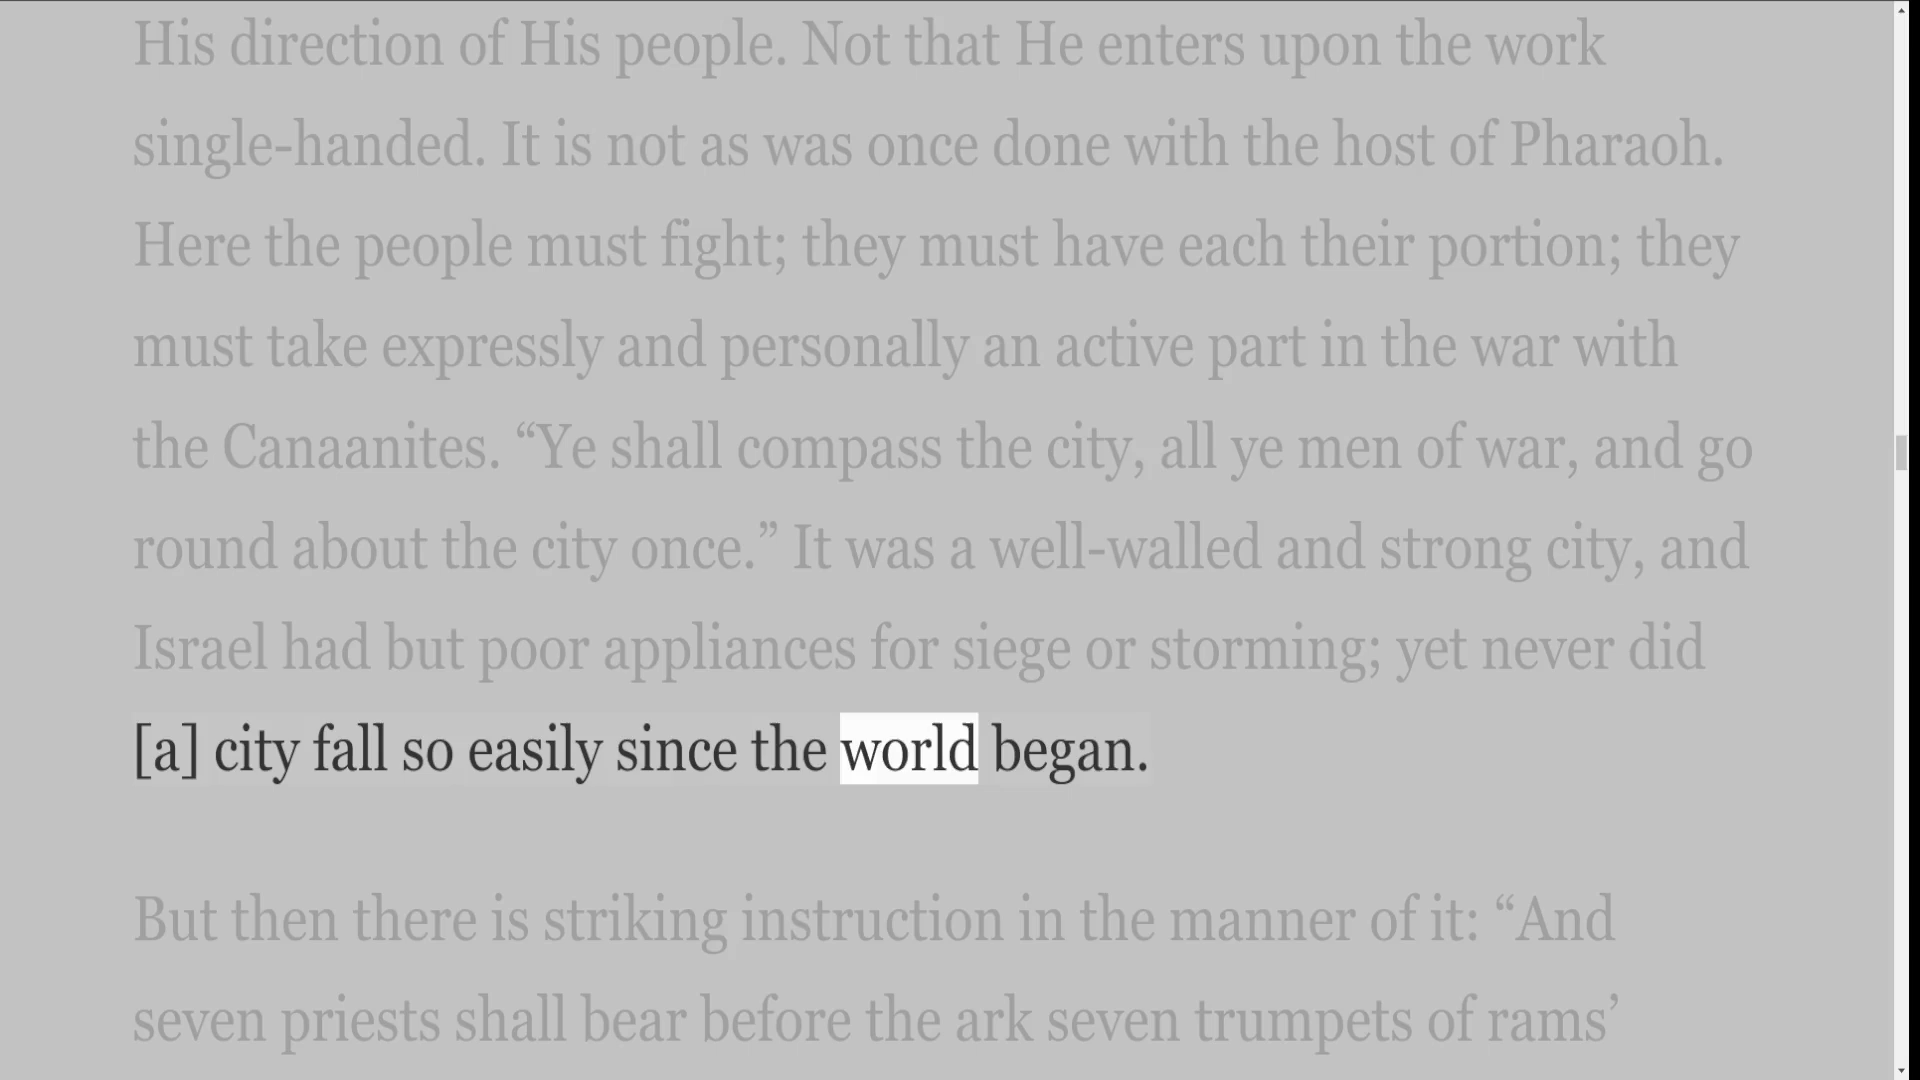 His direction of His people. Not that He enters upon the work
single-handed. It is not as was once done with the host of Pharaoh.
Here the people must fight; they must have each their portion; they
must take expressly and personally an active part in the war with
the Canaanites. “Ye shall compass the city, all ye men of war, and go
round about the city once.” It was a well-walled and strong city, and
Israel had but poor appliances for siege or storming; yet never did
[a] city fall so easily since the world began.
But then there is striking instruction in the manner of it: “And
seven priests shall bear before the ark seven trumpets of rams’